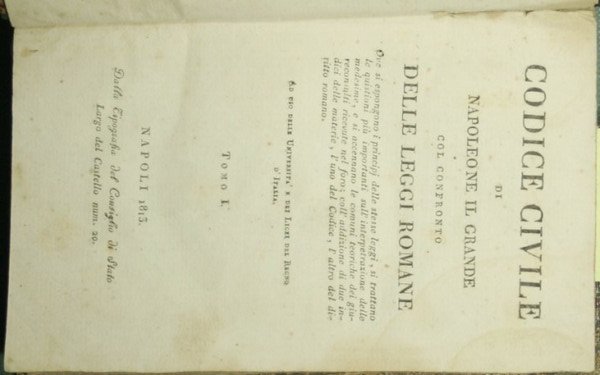 CODICE CIVILE
DI
NAPOLEONE IL GRANDE
COL CONFRONTO
DELLE LEGGI ROMANE
Ove si espongono i principj delle stesse leggi, si trattano
le quistioni più importanti sull'interpetrazione delle
medesime, e si accennano le comuni teoriche dei giu-
reconsulti ricevute nel foro; coll'addizione di due in-
dici delle materie, l'uno del Codice, l'altro del di-
ritto romano.
AD USO DELLE UNIVERSITA' E DEI LICEI DEL REGNO
D'ITALIA.
TOMO I.
NAPOLI 1813.
Dalla Tipografia del Consiglio di Stato
Largo del Castello num. 20.